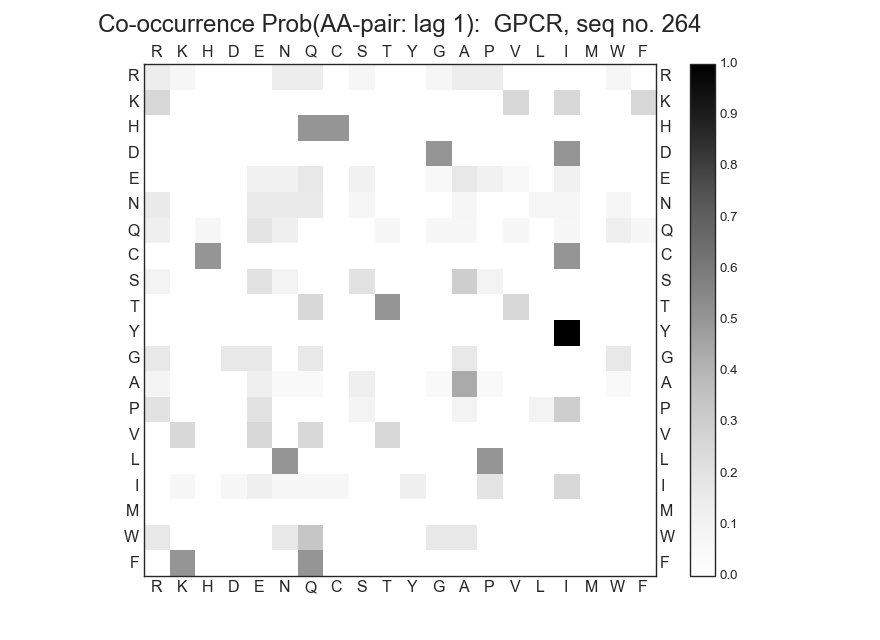 Co-occurrence Prob(AA-pair: lag 1):  GPCR, seq no. 264
R K H D E N Q C S T Y G A P V L I M W F
R R 1.0
K K 0.9
H H
D D 0.8
E E
N N 0.7
Q Q
C C 0.6
S S
T T 0.5
Y Y
G G 0.4
A A
P P 0.3
V V
L L 0.2
I I
M M 0.1
W W
F F 0.0
R K H D E N Q C S T Y G A P V L I M W F